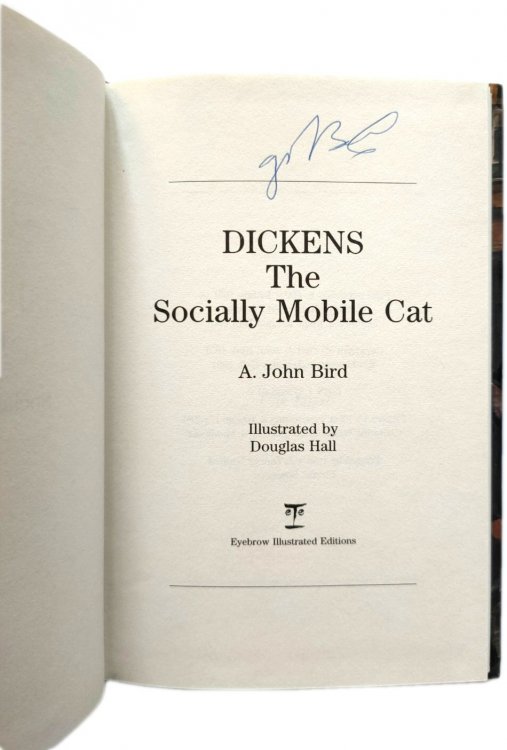 DICKENS
The
Socially Mobile Cat
A. John Bird
Illustrated by
Douglas Hall
Eyebrow Illustrated Editions